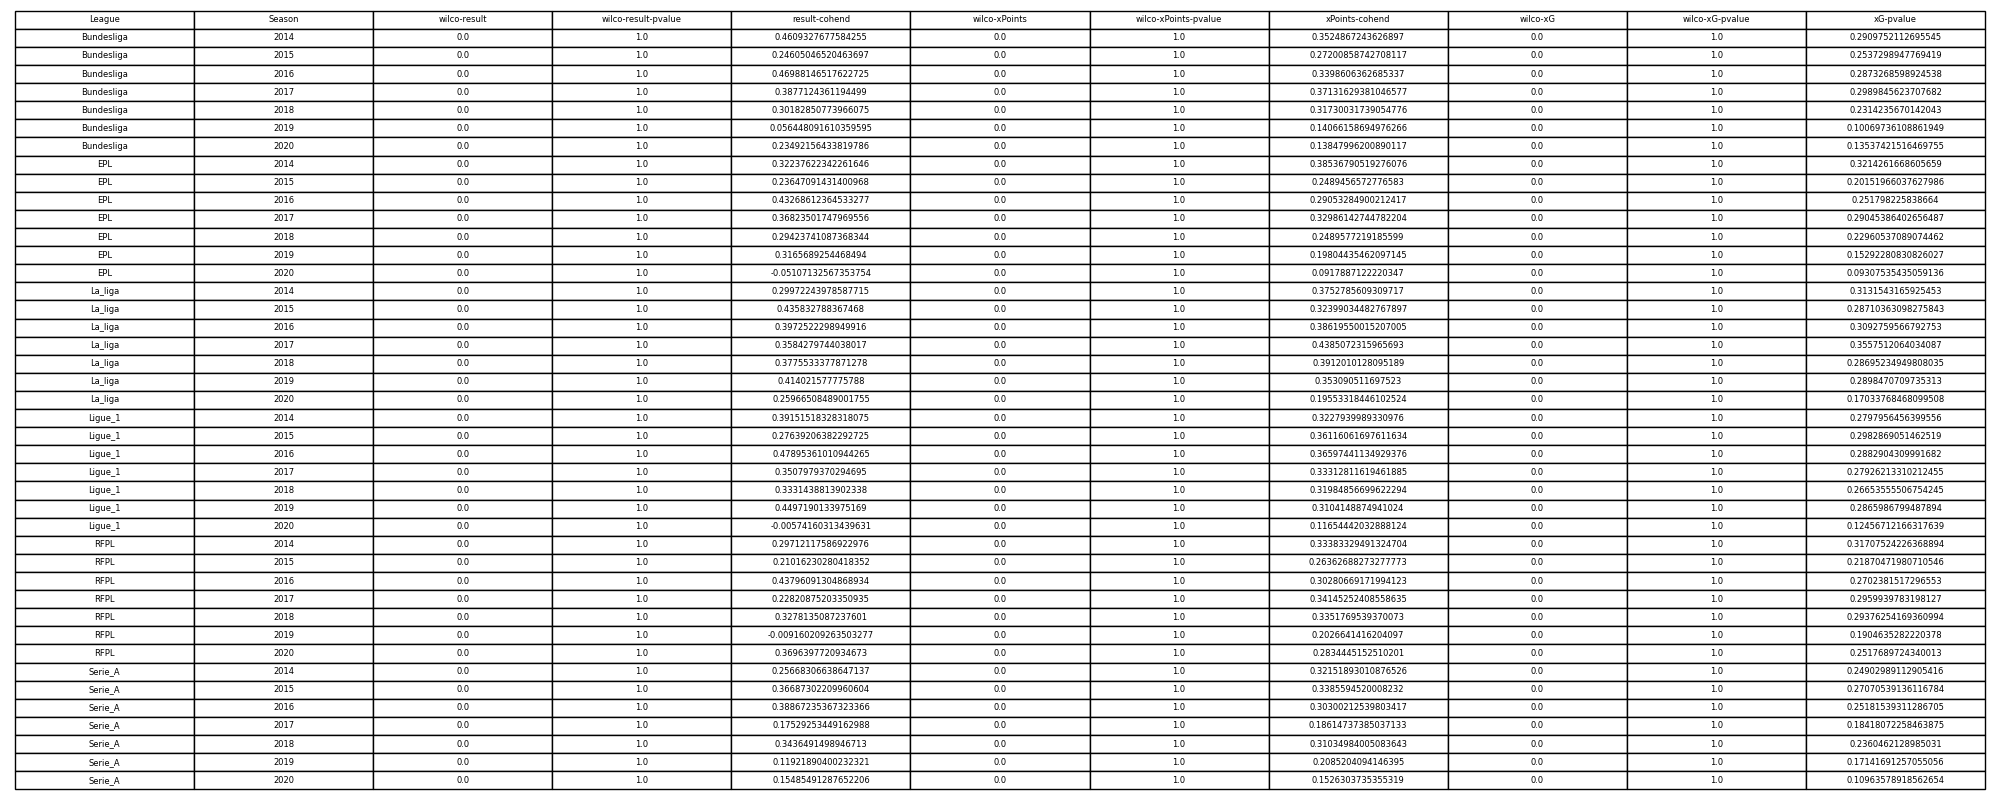 League Season wilco-result wilco-result-pvalue result-cohend wilco-xPoints wilco-xPoints-pvalue xPoints-cohend wilco-xG wilco-xG-pvalue xG-pvalue
Bundesliga 2014 0.0 1.0 0.4609327677584255 0.0 1.0 0.3524867243626897 0.0 1.0 0.2909752112695545
Bundesliga 2015 0.0 1.0 0.24605046520463697 0.0 1.0 0.27200858742708117 0.0 1.0 0.2537298947769419
Bundesliga 2016 0.0 1.0 0.46988146517622725 0.0 1.0 0.3398606362685337 0.0 1.0 0.2873268598924538
Bundesliga 2017 0.0 1.0 0.3877124361194499 0.0 1.0 0.37131629381046577 0.0 1.0 0.2989845623707682
Bundesliga 2018 0.0 1.0 0.30182850773966075 0.0 1.0 0.31730031739054776 0.0 1.0 0.2314235670142043
Bundesliga 2019 0.0 1.0 0.056448091610359595 0.0 1.0 0.14066158694976266 0.0 1.0 0.10069736108861949
Bundesliga 2020 0.0 1.0 0.23492156433819786 0.0 1.0 0.13847996200890117 0.0 1.0 0.13537421516469755
EPL 2014 0.0 1.0 0.32237622342261646 0.0 1.0 0.38536790519276076 0.0 1.0 0.3214261668605659
EPL 2015 0.0 1.0 0.23647091431400968 0.0 1.0 0.2489456572776583 0.0 1.0 0.20151966037627986
EPL 2016 0.0 1.0 0.43268612364533277 0.0 1.0 0.29053284900212417 0.0 1.0 0.251798225838664
EPL 2017 0.0 1.0 0.36823501747969556 0.0 1.0 0.32986142744782204 0.0 1.0 0.29045386402656487
EPL 2018 0.0 1.0 0.29423741087368344 0.0 1.0 0.2489577219185599 0.0 1.0 0.22960537089074462
EPL 2019 0.0 1.0 0.3165689254468494 0.0 1.0 0.19804435462097145 0.0 1.0 0.15292280830826027
EPL 2020 0.0 1.0 -0.05107132567353754 0.0 1.0 0.0917887122220347 0.0 1.0 0.09307535435059136
La_liga 2014 0.0 1.0 0.29972243978587715 0.0 1.0 0.3752785609309717 0.0 1.0 0.3131543165925453
La_liga 2015 0.0 1.0 0.435832788367468 0.0 1.0 0.32399034482767897 0.0 1.0 0.28710363098275843
La_liga 2016 0.0 1.0 0.3972522298949916 0.0 1.0 0.38619550015207005 0.0 1.0 0.3092759566792753
La_liga 2017 0.0 1.0 0.3584279744038017 0.0 1.0 0.4385072315965693 0.0 1.0 0.3557512064034087
La_liga 2018 0.0 1.0 0.3775533377871278 0.0 1.0 0.3912010128095189 0.0 1.0 0.28695234949808035
La_liga 2019 0.0 1.0 0.414021577775788 0.0 1.0 0.353090511697523 0.0 1.0 0.2898470709735313
La_liga 2020 0.0 1.0 0.25966508489001755 0.0 1.0 0.19553318446102524 0.0 1.0 0.17033768468099508
Ligue_1 2014 0.0 1.0 0.39151518328318075 0.0 1.0 0.3227939989330976 0.0 1.0 0.2797956456399556
Ligue_1 2015 0.0 1.0 0.27639206382292725 0.0 1.0 0.36116061697611634 0.0 1.0 0.2982869051462519
Ligue_1 2016 0.0 1.0 0.47895361010944265 0.0 1.0 0.36597441134929376 0.0 1.0 0.2882904309991682
Ligue_1 2017 0.0 1.0 0.3507979370294695 0.0 1.0 0.33312811619461885 0.0 1.0 0.27926213310212455
Ligue_1 2018 0.0 1.0 0.3331438813902338 0.0 1.0 0.31984856699622294 0.0 1.0 0.26653555506754245
Ligue_1 2019 0.0 1.0 0.4497190133975169 0.0 1.0 0.3104148874941024 0.0 1.0 0.2865986799487894
Ligue_1 2020 0.0 1.0 -0.00574160313439631 0.0 1.0 0.11654442032888124 0.0 1.0 0.12456712166317639
RFPL 2014 0.0 1.0 0.29712117586922976 0.0 1.0 0.33383329491324704 0.0 1.0 0.31707524226368894
RFPL 2015 0.0 1.0 0.21016230280418352 0.0 1.0 0.26362688273277773 0.0 1.0 0.21870471980710546
RFPL 2016 0.0 1.0 0.43796091304868934 0.0 1.0 0.30280669171994123 0.0 1.0 0.2702381517296553
RFPL 2017 0.0 1.0 0.22820875203350935 0.0 1.0 0.34145252408558635 0.0 1.0 0.2959939783198127
RFPL 2018 0.0 1.0 0.3278135087237601 0.0 1.0 0.3351769539370073 0.0 1.0 0.29376254169360994
RFPL 2019 0.0 1.0 -0.009160209263503277 0.0 1.0 0.2026641416204097 0.0 1.0 0.1904635282220378
RFPL 2020 0.0 1.0 0.3696397720934673 0.0 1.0 0.2834445152510201 0.0 1.0 0.2517689724340013
Serie_A 2014 0.0 1.0 0.25668306638647137 0.0 1.0 0.32151893010876526 0.0 1.0 0.24902989112905416
Serie_A 2015 0.0 1.0 0.36687302209960604 0.0 1.0 0.3385594520008232 0.0 1.0 0.27070539136116784
Serie_A 2016 0.0 1.0 0.38867235367323366 0.0 1.0 0.30300212539803417 0.0 1.0 0.25181539311286705
Serie_A 2017 0.0 1.0 0.17529253449162988 0.0 1.0 0.18614737385037133 0.0 1.0 0.18418072258463875
Serie_A 2018 0.0 1.0 0.3436491498946713 0.0 1.0 0.31034984005083643 0.0 1.0 0.2360462128985031
Serie_A 2019 0.0 1.0 0.11921890400232321 0.0 1.0 0.2085204094146395 0.0 1.0 0.17141691257055056
Serie_A 2020 0.0 1.0 0.15485491287652206 0.0 1.0 0.1526303735355319 0.0 1.0 0.10963578918562654